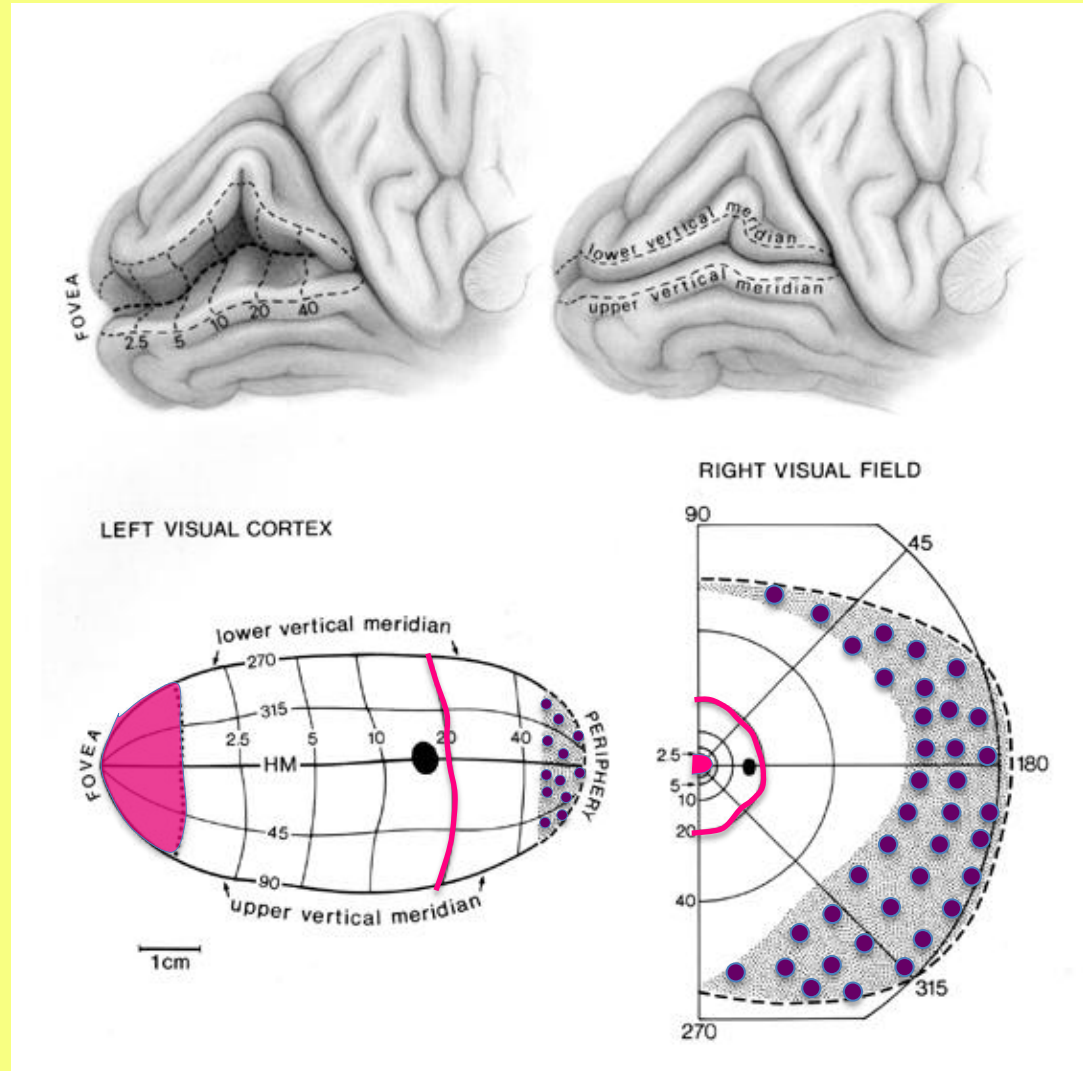 FOVEA
2.5 5 10 20 40
lower vertical meridian
upper vertical meridian
RIGHT VISUAL FIELD
LEFT VISUAL CORTEX
90
45
lower vertical meridian
270
315
2.5 5 10 20 40
FOVEA
HM
PERIPHERY
45
90
upper vertical meridian
1cm
2.5
5
10
20
40
180
315
270